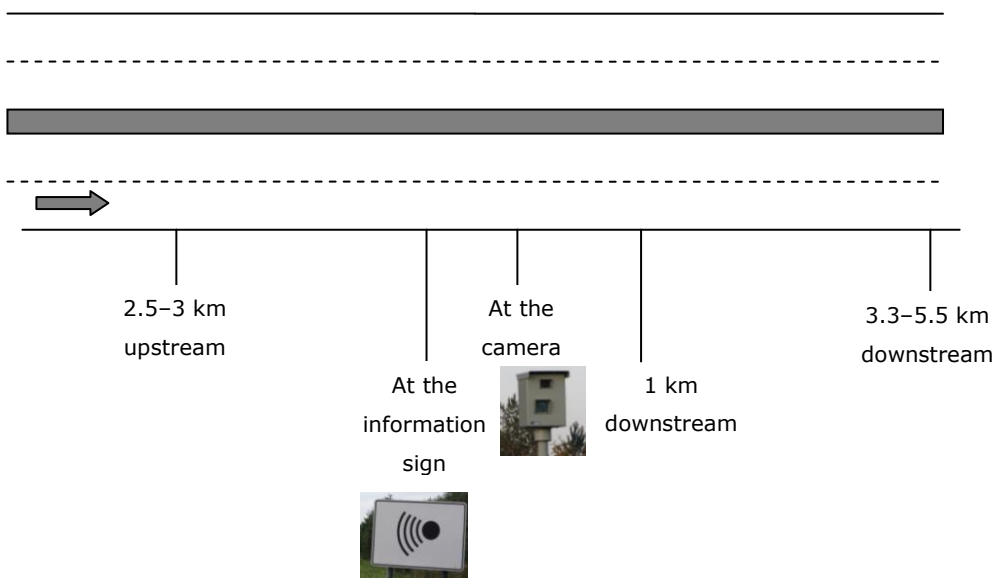 2.5–3 km
upstream
At the
information
sign
At the
camera
1 km
downstream
3.3–5.5 km
downstream